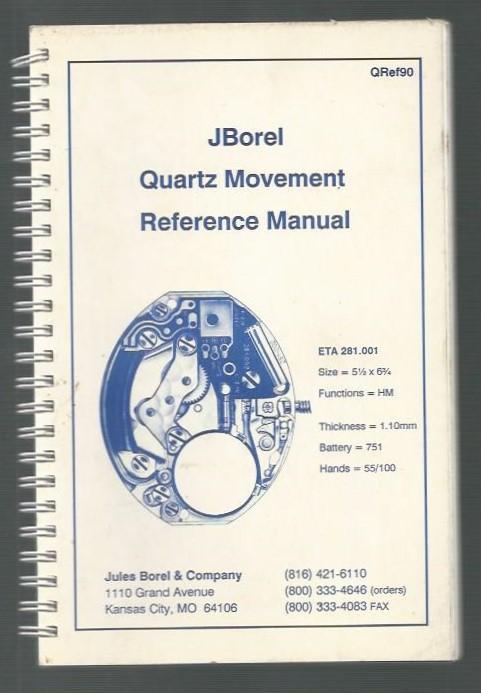 QRef90
JBorel
Quartz Movement
Reference Manual
ETA 281.001
Size = 5½ x 6¾
Functions = HM
Thickness = 1.10mm
Battery = 751
Hands = 55/100
Jules Borel & Company
1110 Grand Avenue
Kansas City, MO 64106
(816) 421-6110
(800) 333-4646 (orders)
(800) 333-4083 FAX